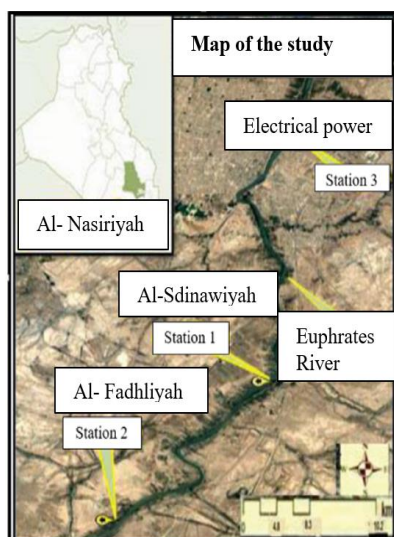 Map of the study
Electrical power
Station 3
Al- Nasiriyah
Al-Sdinawiyah
Station 1
Euphrates
River
Al- Fadhliyah
Station 2
km